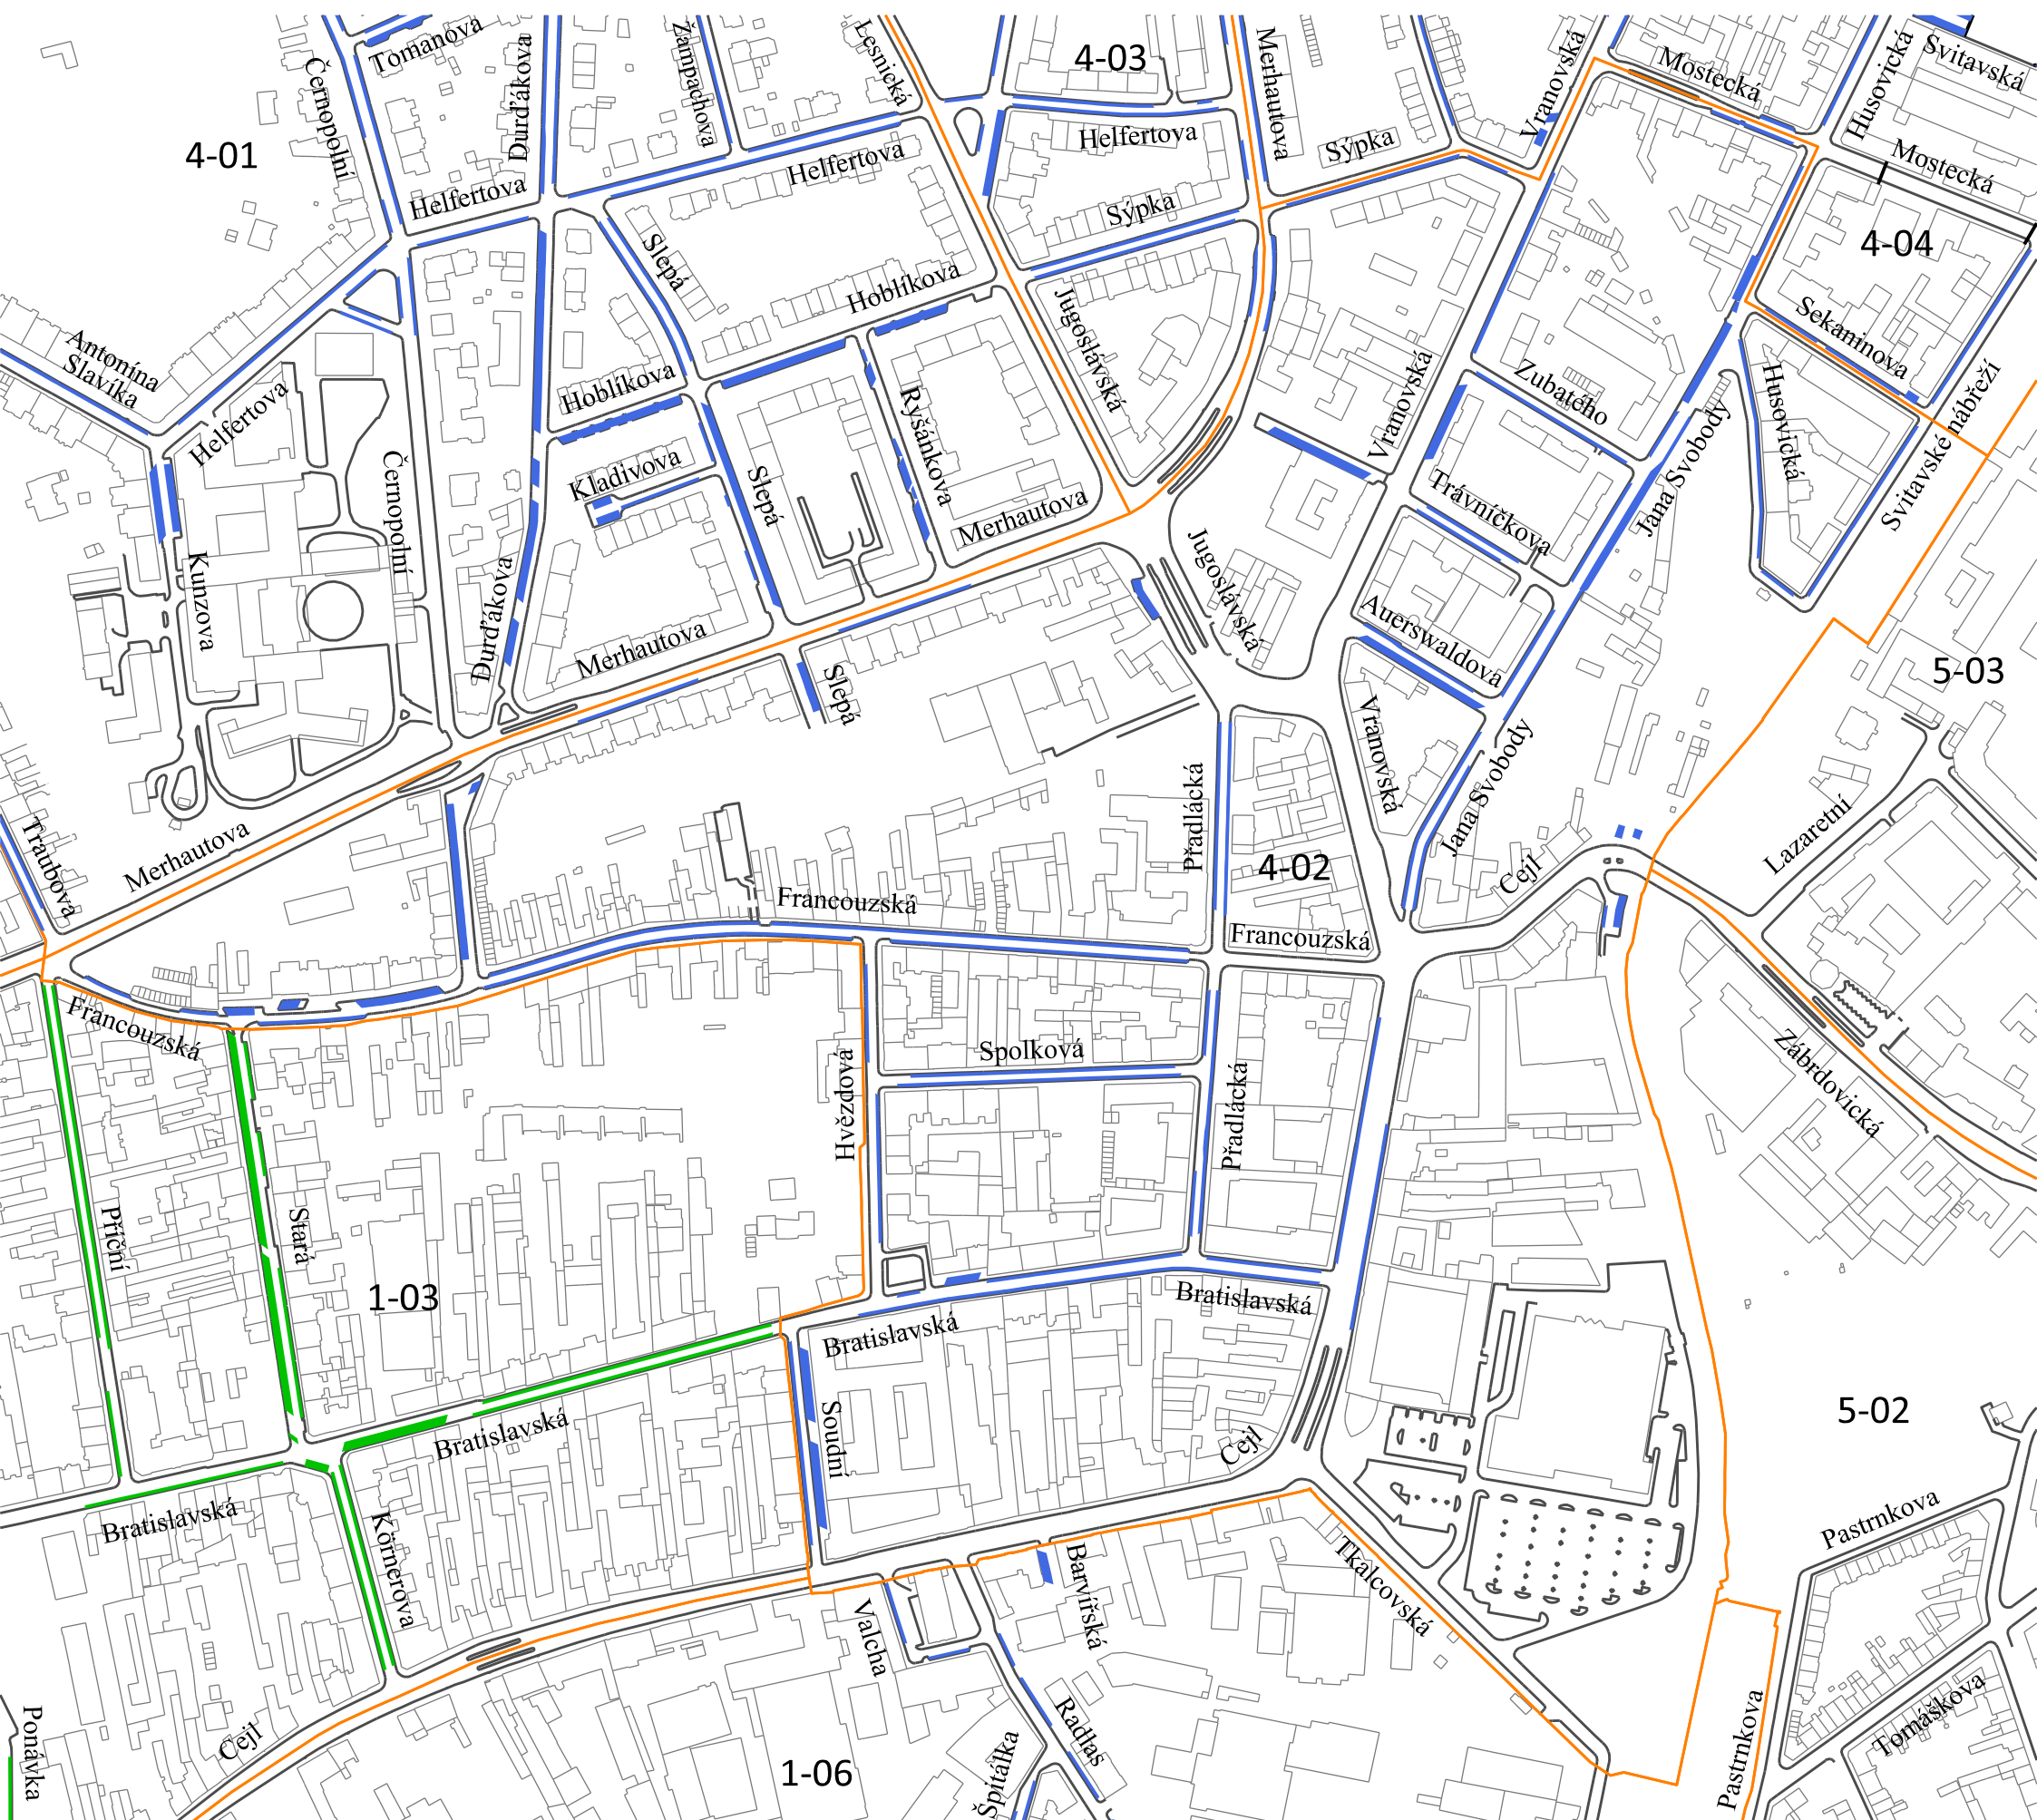 Tomanova
Černopolní
Durďákova
Zampachova
Lesnická
4-03
Merhautova
Vranovská
Mostecká
Husovická
Svitavská
4-01
Helfertova
Helfertova
Helfertova
Sýpka
Mostecká
Sýpka
4-04
Slepá
Hoblíkova
Jugoslávská
Sekaninova
Antonína
Slavíka
Hoblíkova
Ryšánkova
Vranovská
Zubatého
Husovická
Svitavské nábřeží
Helfertova
Černopolní
Kladivova
Slepá
Merhautova
Trávníčkova
Jana Svobody
Kunzova
Durďákova
Merhautova
Jugoslávská
Auerswaldova
5-03
Slepá
Vranovská
Jana Svobody
Přadlácká
Traubova
Merhautova
4-02
Cejl
Lazaretní
Francouzská
Francouzská
Francouzská
Spolková
Hvězdová
Přadlácká
Zábrdovická
Příční
Stará
1-03
Bratislavská
Bratislavská
Bratislavská
Soudní
Cejl
5-02
Bratislavská
Körnerova
Pastrnkova
Tkalcovská
Barvířská
Valcha
Radlas
Ponávka
Cejl
1-06
Špitálka
Pastrnkova
Tomáškova